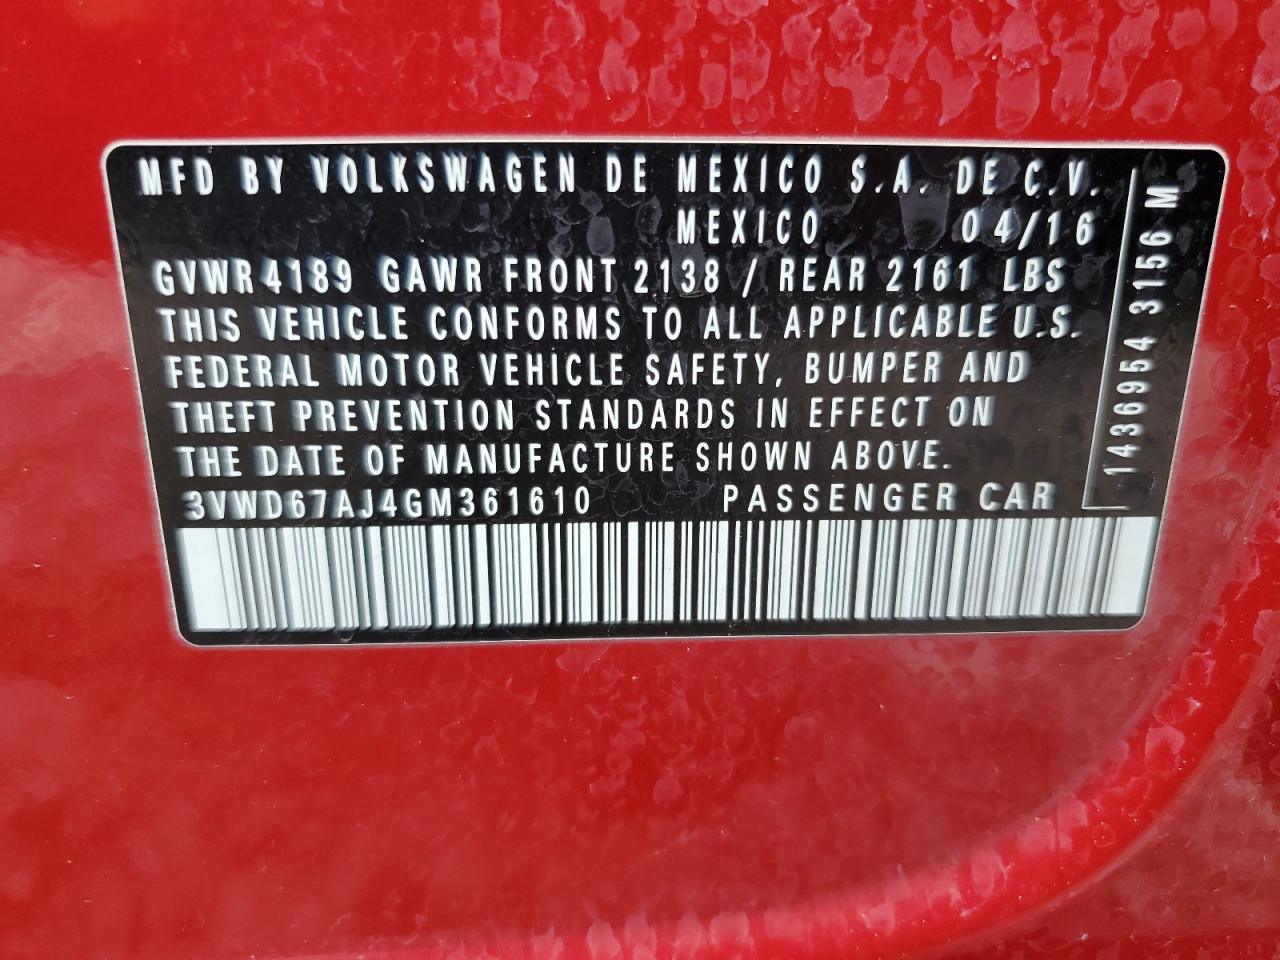 MFD BY VOLKSWAGEN DE MEXICO S.A. DE C.V.
MEXICO 04/16
GVWR 4189 GAWR FRONT 2138 / REAR 2161 LBS
THIS VEHICLE CONFORMS TO ALL APPLICABLE U.S.
FEDERAL MOTOR VEHICLE SAFETY, BUMPER AND
THEFT PREVENTION STANDARDS IN EFFECT ON
THE DATE OF MANUFACTURE SHOWN ABOVE.
3VWD67AJ4GM361610 PASSENGER CAR
1436954 3156 M